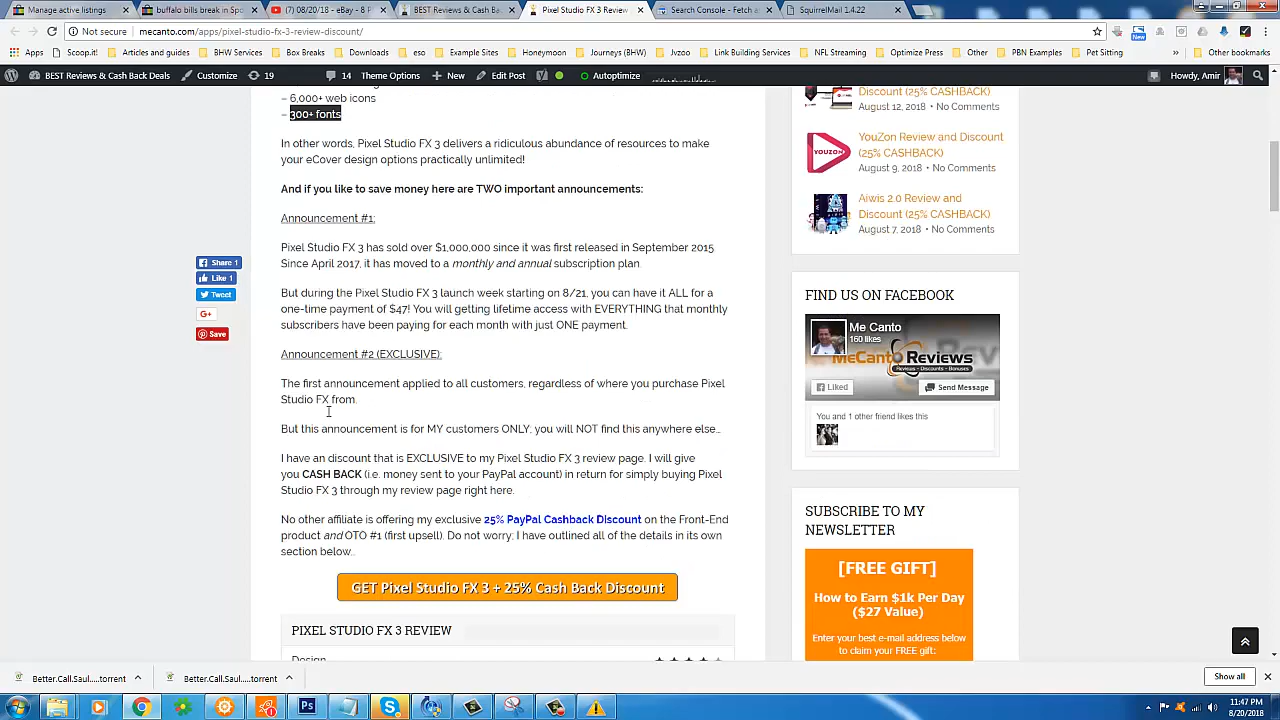 Manage active listings
buffalo bills break in Spo
(7) 08/20/18 - eBay - 8 F
BEST Reviews & Cash Ba
Pixel Studio FX 3 Review
Search Console - Fetch a
SquirrelMail 1.4.22
Not secure mecanto.com/apps/pixel-studio-fx-3-review-discount/
New
Apps Scoop.it! Articles and guides BHW Services Box Breaks Downloads eso Example Sites Honeymoon Journeys (BHW) Jvzoo Link Building Services NFL Streaming Optimize Press Other PBN Examples Pet Sitting » Other bookmarks
BEST Reviews & Cash Back Deals Customize 19 14 Theme Options New Edit Post Autoptimize Howdy, Amir
– 6,000+ web icons
– 300+ fonts
In other words, Pixel Studio FX 3 delivers a ridiculous abundance of resources to make
your eCover design options practically unlimited!
And if you like to save money here are TWO important announcements:
Announcement #1:
Pixel Studio FX 3 has sold over $1,000,000 since it was first released in September 2015
Since April 2017, it has moved to a monthly and annual subscription plan.
But during the Pixel Studio FX 3 launch week starting on 8/21, you can have it ALL for a
one-time payment of $47! You will getting lifetime access with EVERYTHING that monthly
subscribers have been paying for each month with just ONE payment.
Announcement #2 (EXCLUSIVE):
The first announcement applied to all customers, regardless of where you purchase Pixel
Studio FX from.
But this announcement is for MY customers ONLY; you will NOT find this anywhere else…
I have an discount that is EXCLUSIVE to my Pixel Studio FX 3 review page. I will give
you CASH BACK (i.e. money sent to your PayPal account) in return for simply buying Pixel
Studio FX 3 through my review page right here.
No other affiliate is offering my exclusive 25% PayPal Cashback Discount on the Front-End
product and OTO #1 (first upsell). Do not worry; I have outlined all of the details in its own
section below…
GET Pixel Studio FX 3 + 25% Cash Back Discount
PIXEL STUDIO FX 3 REVIEW
Design
Share 1
Like 1
Tweet
G+
Save
Discount (25% CASHBACK)
August 12, 2018 • No Comments
YOUZON
YouZon Review and Discount
(25% CASHBACK)
August 9, 2018 • No Comments
Aiwis 2.0 Review and
Discount (25% CASHBACK)
August 7, 2018 • No Comments
FIND US ON FACEBOOK
Me Canto
160 likes
MeCanto Reviews
Reviews - Discounts - Bonuses
Liked
Send Message
You and 1 other friend likes this
SUBSCRIBE TO MY
NEWSLETTER
[FREE GIFT]
How to Earn $1k Per Day
($27 Value)
Enter your best e-mail address below
to claim your FREE gift:
Better.Call.Saul.....torrent
Better.Call.Saul.....torrent
Show all
11:47 PM
8/20/2018